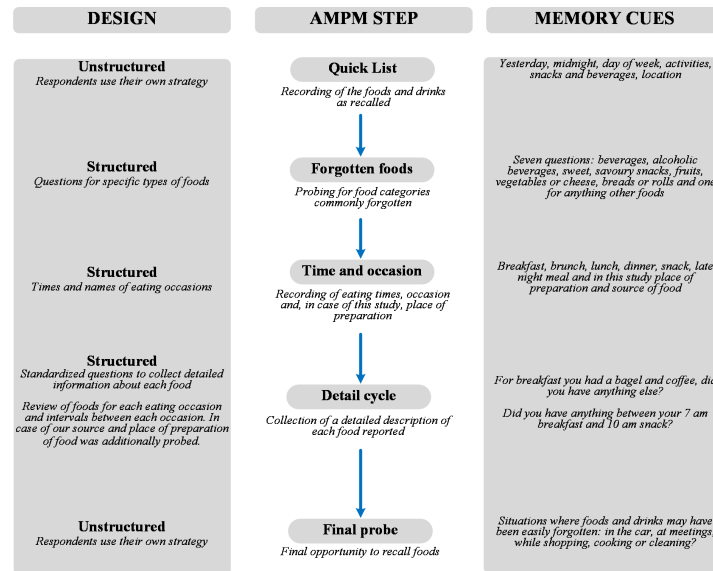 DESIGN
AMPM STEP
MEMORY CUES
Unstructured
Respondents use their own strategy
Quick List
Recording of the foods and drinks
as recalled
Yesterday, midnight, day of week, activities,
snacks and beverages, location
Structured
Questions for specific types of foods
Forgotten foods
Probing for food categories
commonly forgotten
Seven questions: beverages, alcoholic
beverages, sweet, savoury snacks, fruits,
vegetables or cheese, breads or rolls and one
for anything other foods
Structured
Times and names of eating occasions
Time and occasion
Recording of eating times, occasion
and, in case of this study, place of
preparation
Breakfast, brunch, lunch, dinner, snack, late
night meal and in this study place of
preparation and source of food
Structured
Standardized questions to collect detailed
information about each food
Review of foods for each eating occasion
and intervals between each occasion. In
case of our source and place of preparation
of food was additionally probed.
Detail cycle
Collection of a detailed description of
each food reported
For breakfast you had a bagel and coffee, did
you have anything else?
Did you have anything between your 7 am
breakfast and 10 am snack?
Unstructured
Respondents use their own strategy
Final probe
Final opportunity to recall foods
Situations where foods and drinks may have
been easily forgotten: in the car, at meetings,
while shopping, cooking or cleaning?